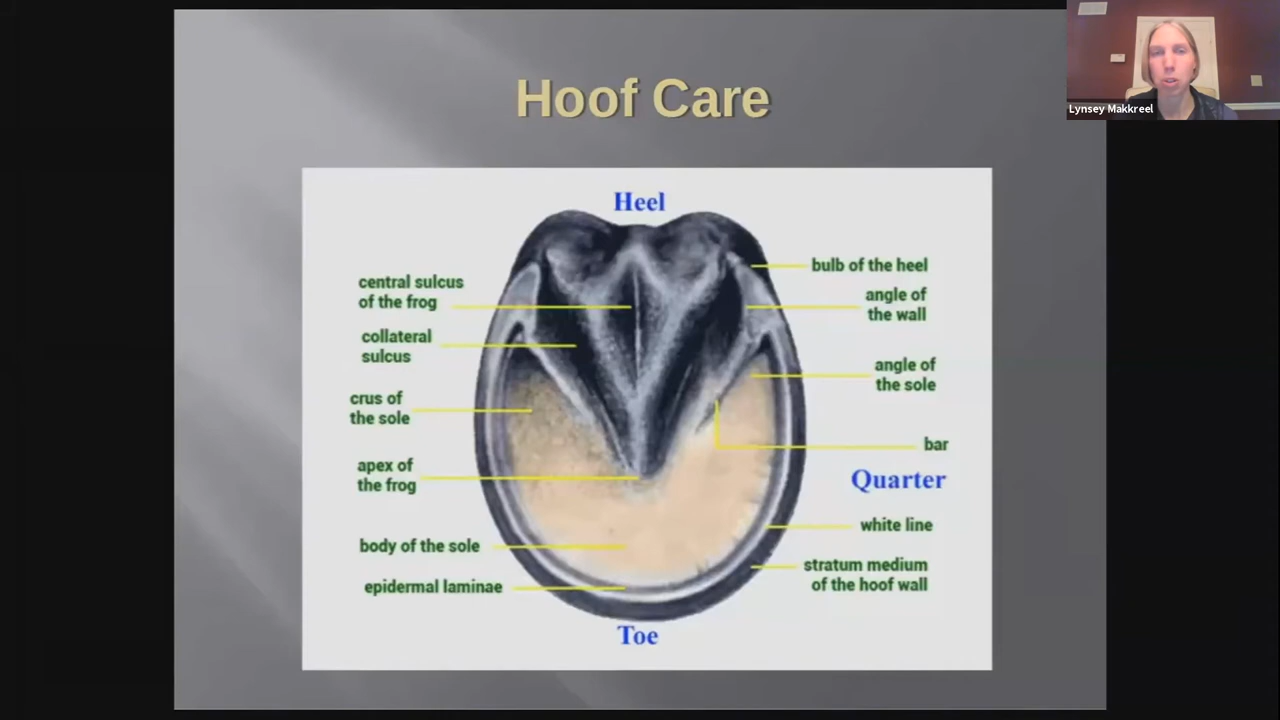 Hoof Care
Lynsey Makkreel
Heel
central sulcus
of the frog
collateral
sulcus
crus of
the sole
apex of
the frog
body of the sole
epidermal laminae
bulb of the heel
angle of
the wall
angle of
the sole
bar
Quarter
white line
stratum medium
of the hoof wall
Toe